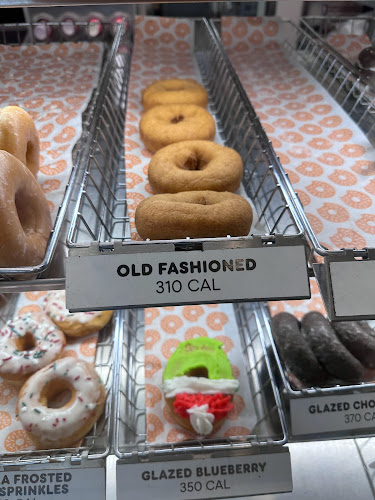 OLD FASHIONED
310 CAL
GLAZED CHO
370 CA
GLAZED BLUEBERRY
350 CAL
A FROSTED
SPRINKLES